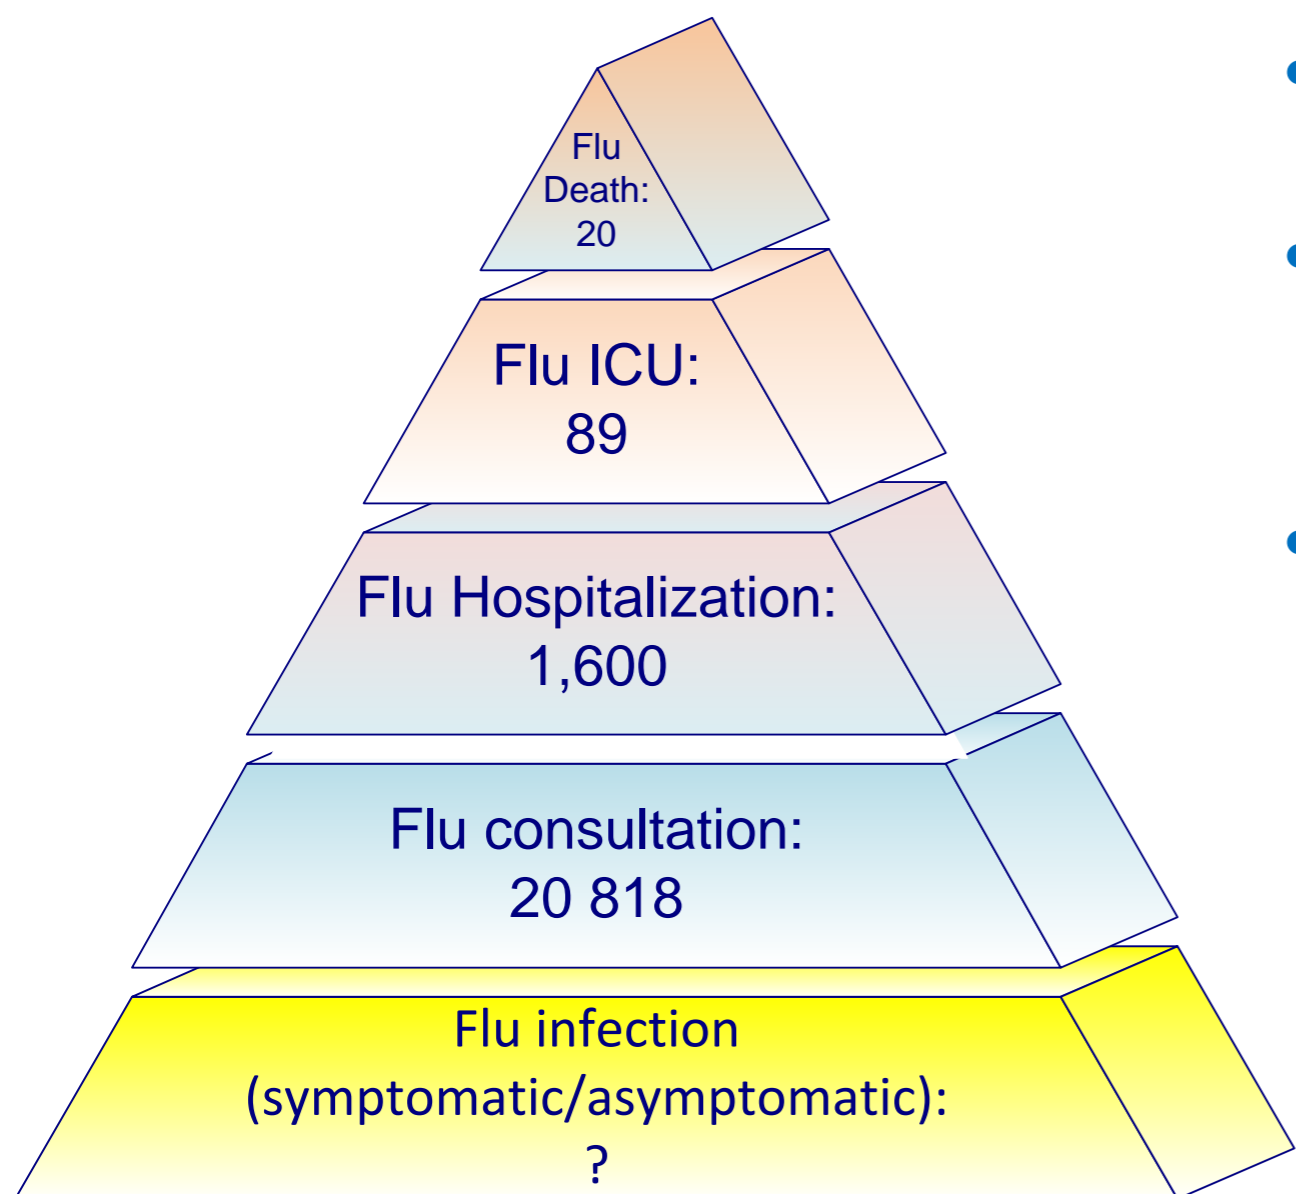 Flu
Death:
20
Flu ICU:
89
Flu Hospitalization:
1,600
Flu consultation:
20 818
Flu infection
(symptomatic/asymptomatic):
?